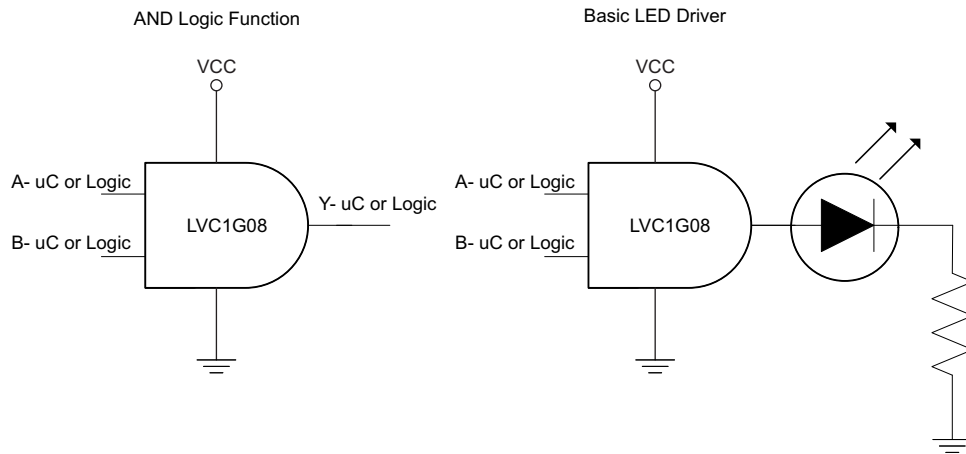 AND Logic Function
VCC
A- uC or Logic
B- uC or Logic
LVC1G08
Y- uC or Logic
Basic LED Driver
VCC
A- uC or Logic
B- uC or Logic
LVC1G08